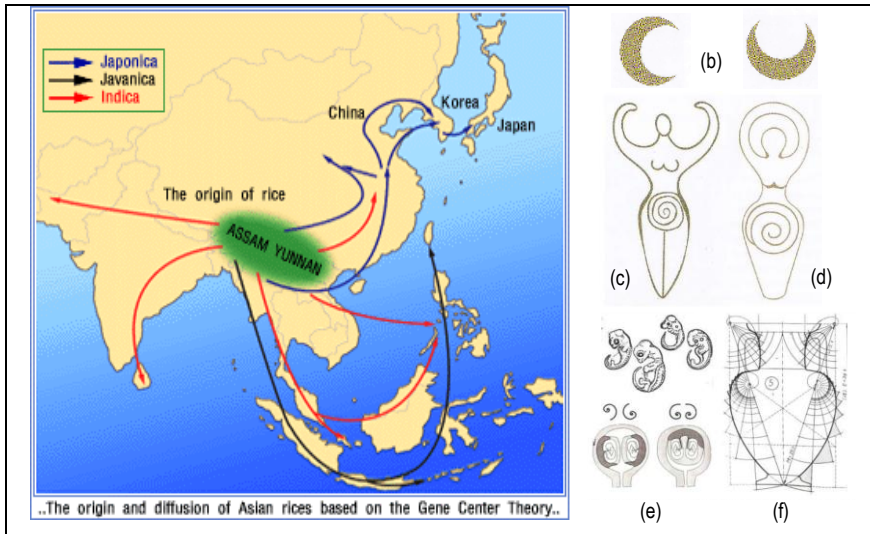 Japonica
Javanica
Indica
China
Korea
Japan
The origin of rice
ASSAM YUNNAN
..The origin and diffusion of Asian rices based on the Gene Center Theory..
(b)
(c)
(d)
(e)
(f)
S